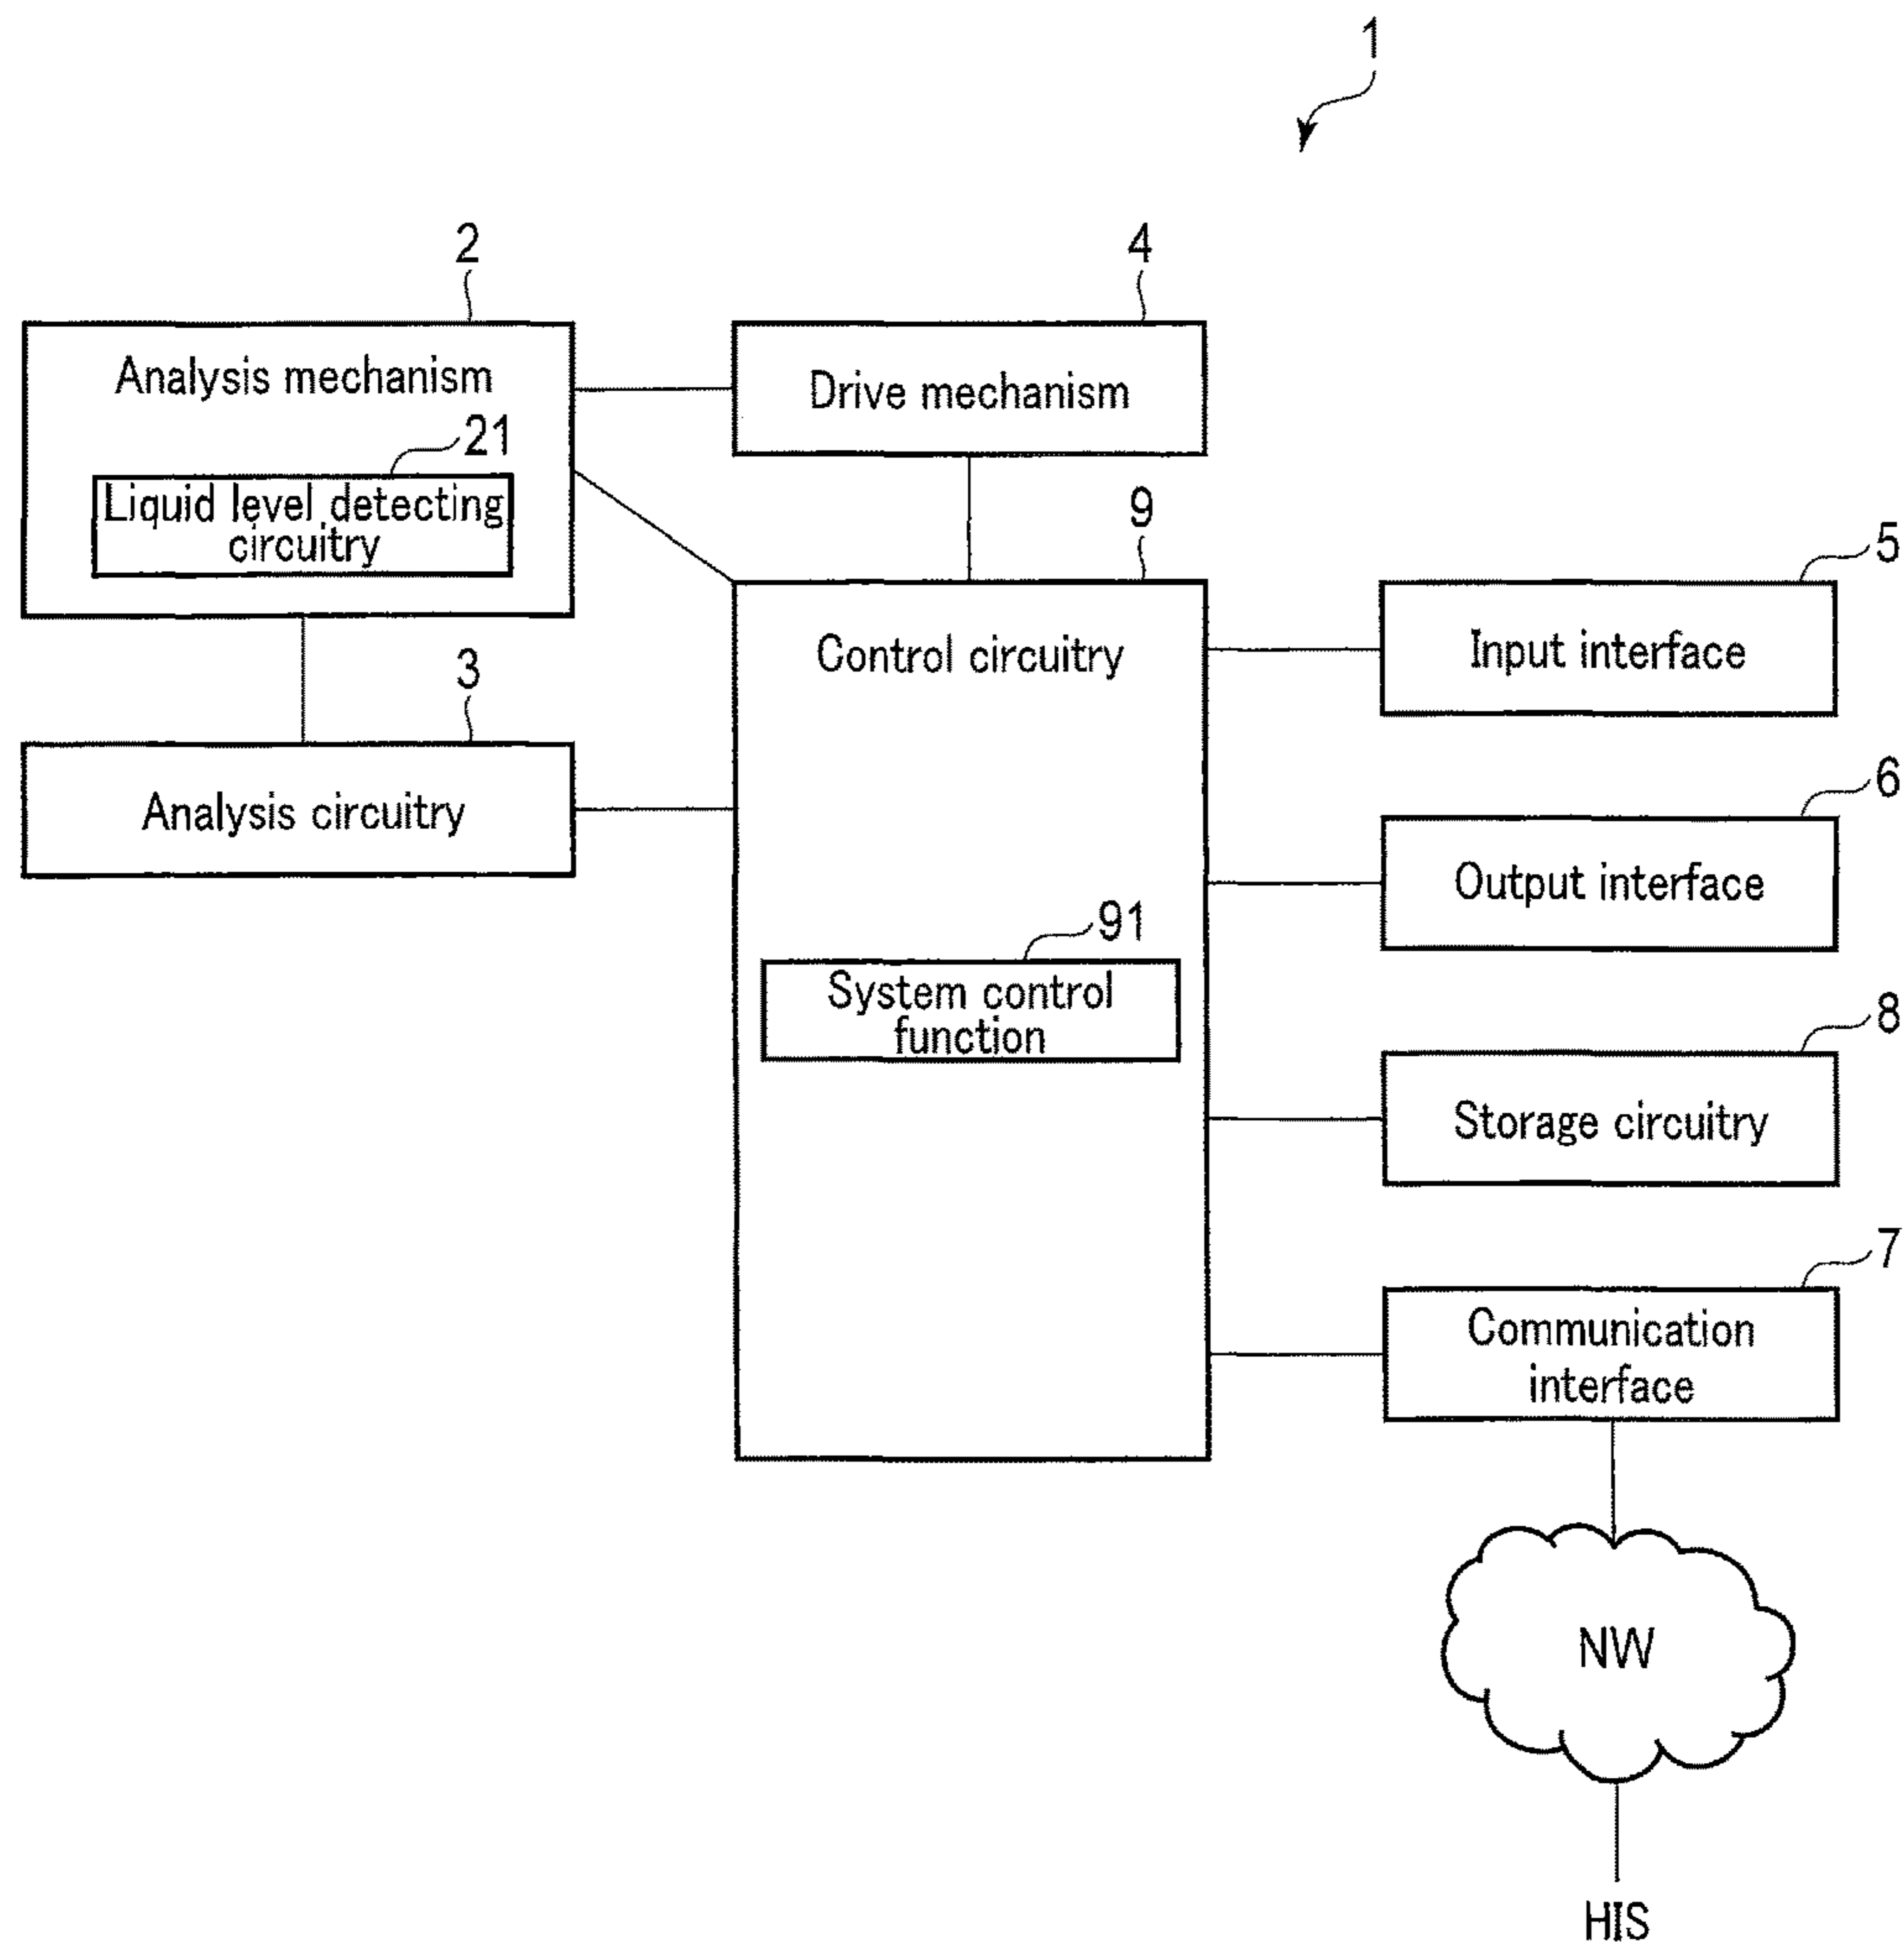 1
2
4
Analysis mechanism
Drive mechanism
21
Liquid level detecting
circuitry
9
5
Control circuitry
Input interface
3
Analysis circuitry
6
Output interface
91
System control
function
8
Storage circuitry
7
Communication
interface
NW
HIS